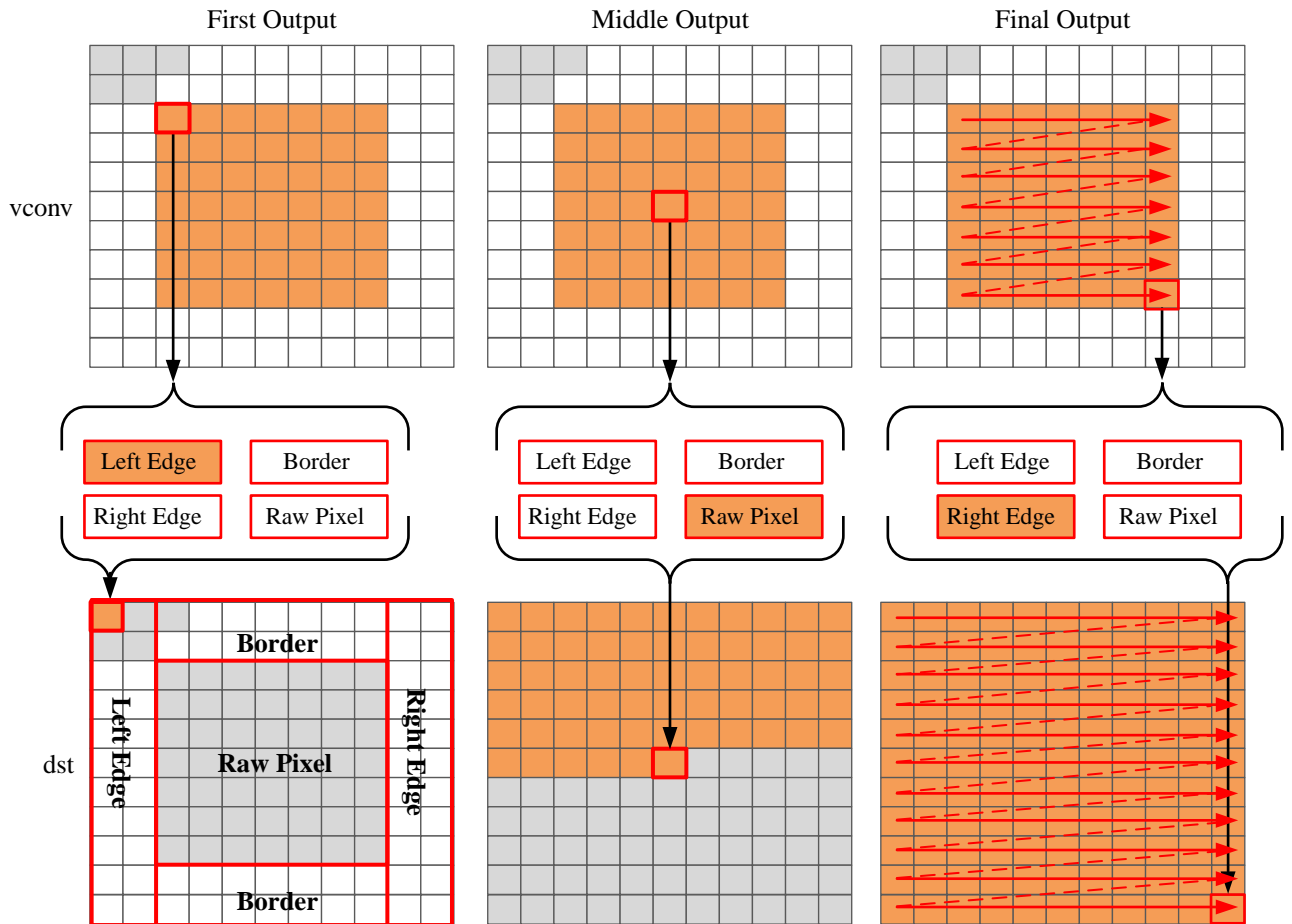 First Output
Middle Output
Final Output
vconv
Left Edge
Border
Right Edge
Raw Pixel
Left Edge
Border
Right Edge
Raw Pixel
Left Edge
Border
Right Edge
Raw Pixel
dst
Border
Left Edge
Raw Pixel
Right Edge
Border